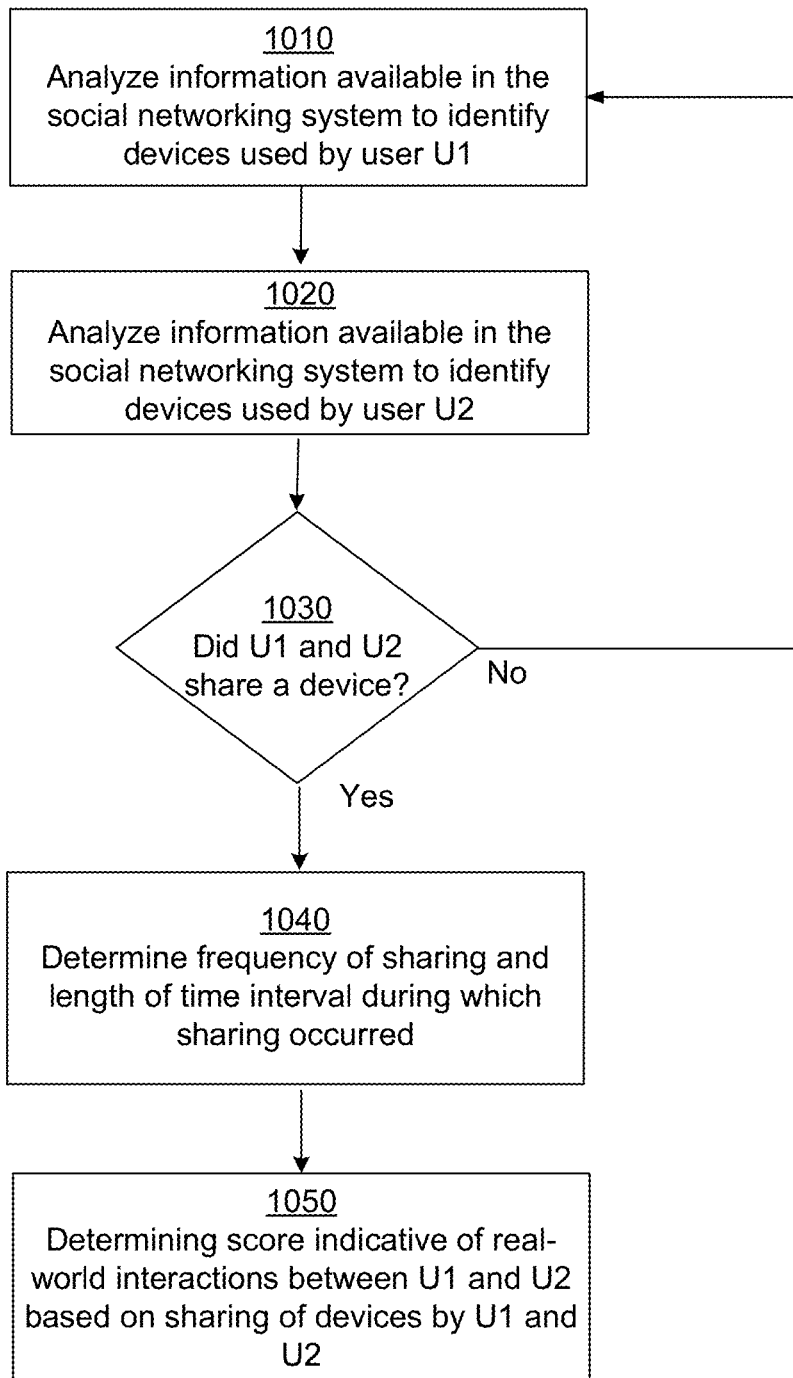 1010
Analyze information available in the
social networking system to identify
devices used by user U1
1020
Analyze information available in the
social networking system to identify
devices used by user U2
1030
Did U1 and U2
share a device?
No
Yes
1040
Determine frequency of sharing and
length of time interval during which
sharing occurred
1050
Determining score indicative of real-
world interactions between U1 and U2
based on sharing of devices by U1 and
U2